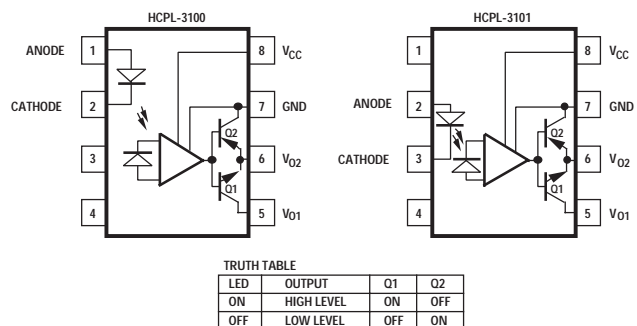 HCPL-3100
ANODE 1
8 VCC
CATHODE 2
7 GND
Q2
3
6 VO2
Q1
4
5 VO1
HCPL-3101
1
8 VCC
ANODE 2
7 GND
Q2
CATHODE 3
6 VO2
Q1
4
5 VO1
TRUTH TABLE
LED OUTPUT Q1 Q2
ON HIGH LEVEL ON OFF
OFF LOW LEVEL OFF ON